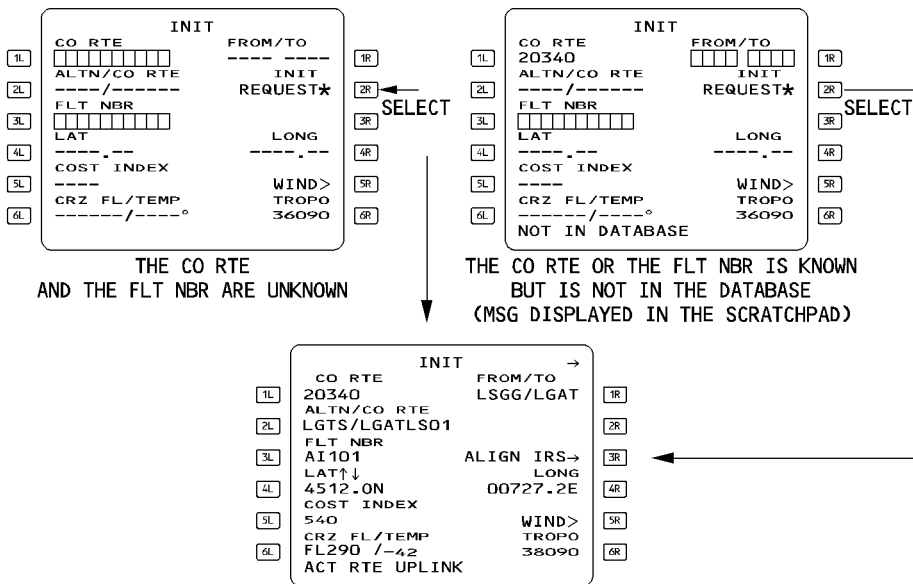 INIT
CO RTE FROM/TO
1L ---- ---- 1R
ALTN/CO RTE INIT
2L ----/------ REQUEST* 2R
SELECT
FLT NBR
3L 3R
LAT LONG
4L ----.-- ----.-- 4R
COST INDEX
5L ---- WIND> 5R
CRZ FL/TEMP TROPO
6L ------/----° 36090 6R
THE CO RTE
AND THE FLT NBR ARE UNKNOWN
INIT
CO RTE FROM/TO
1L 20340 1R
ALTN/CO RTE INIT
2L ----/------ REQUEST* 2R
SELECT
FLT NBR
3L 3R
LAT LONG
4L ----.-- ----.-- 4R
COST INDEX
5L ---- WIND> 5R
CRZ FL/TEMP TROPO
6L ------/----° 36090 6R
NOT IN DATABASE
THE CO RTE OR THE FLT NBR IS KNOWN
BUT IS NOT IN THE DATABASE
(MSG DISPLAYED IN THE SCRATCHPAD)
INIT →
CO RTE FROM/TO
1L 20340 LSGG/LGAT 1R
ALTN/CO RTE
2L LGTS/LGATLS01 2R
FLT NBR
3L AI101 ALIGN IRS→ 3R
LAT↑↓ LONG
4L 4512.0N 00727.2E 4R
COST INDEX
5L 540 WIND> 5R
CRZ FL/TEMP TROPO
6L FL290 /-42 38090 6R
ACT RTE UPLINK